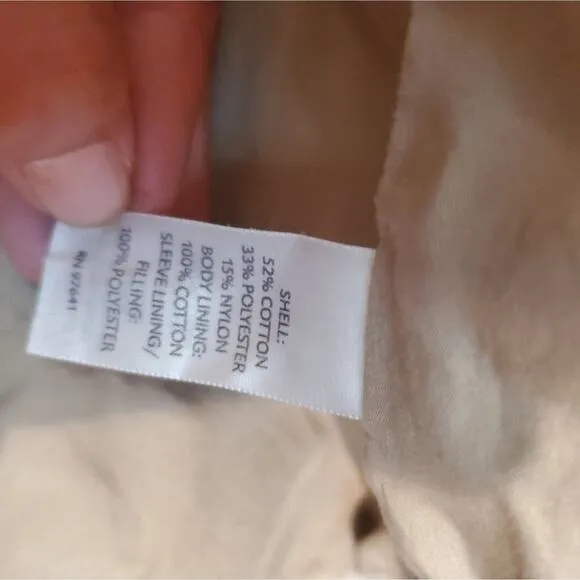 SHELL:
52% COTTON
33% POLYESTER
15% NYLON
BODY LINING:
100% COTTON
SLEEVE LINING/
FILLING:
100% POLYESTER
RN 97641